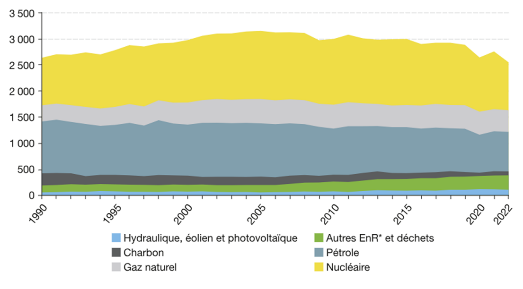 3 500
3 000
2 500
2 000
1 500
1 000
500
0
1990
1995
2000
2005
2010
2015
2020
2022
Hydraulique, éolien et photovoltaïque
Autres EnR* et déchets
Charbon
Pétrole
Gaz naturel
Nucléaire